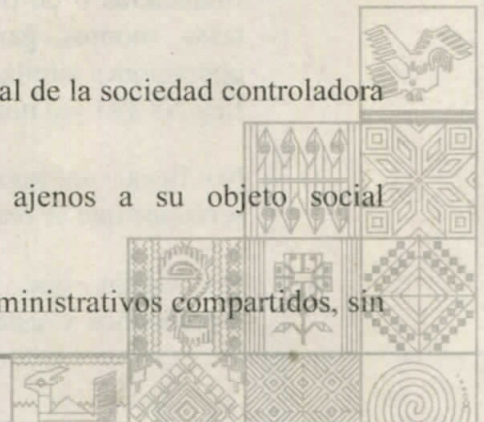 al de la sociedad controladora
ajenos a su objeto social
ministrativos compartidos, sin